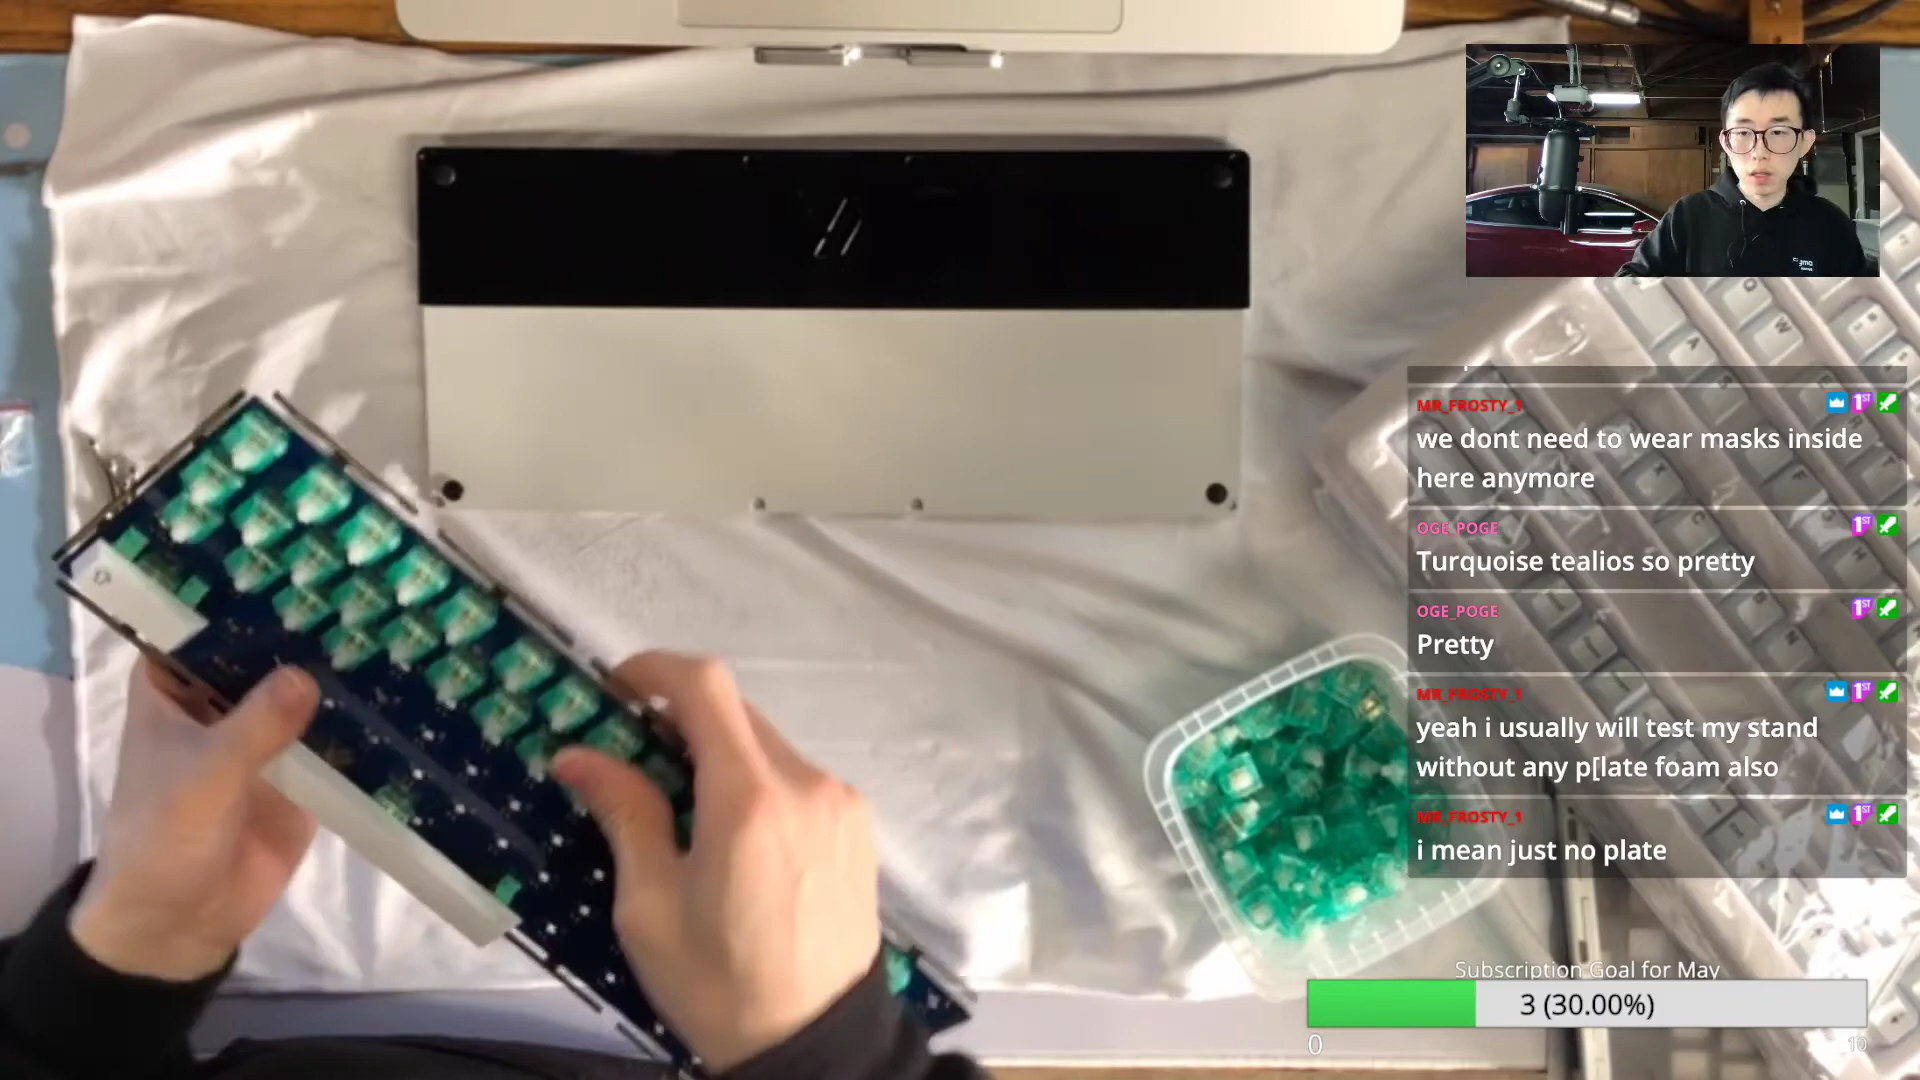 MR_FROSTY_1
we dont need to wear masks inside
here anymore
OGE_POGE
Turquoise tealios so pretty
OGE_POGE
Pretty
MR_FROSTY_1
yeah i usually will test my stand
without any p[late foam also
MR_FROSTY_1
i mean just no plate
Subscription Goal for May
3 (30.00%)
0
10